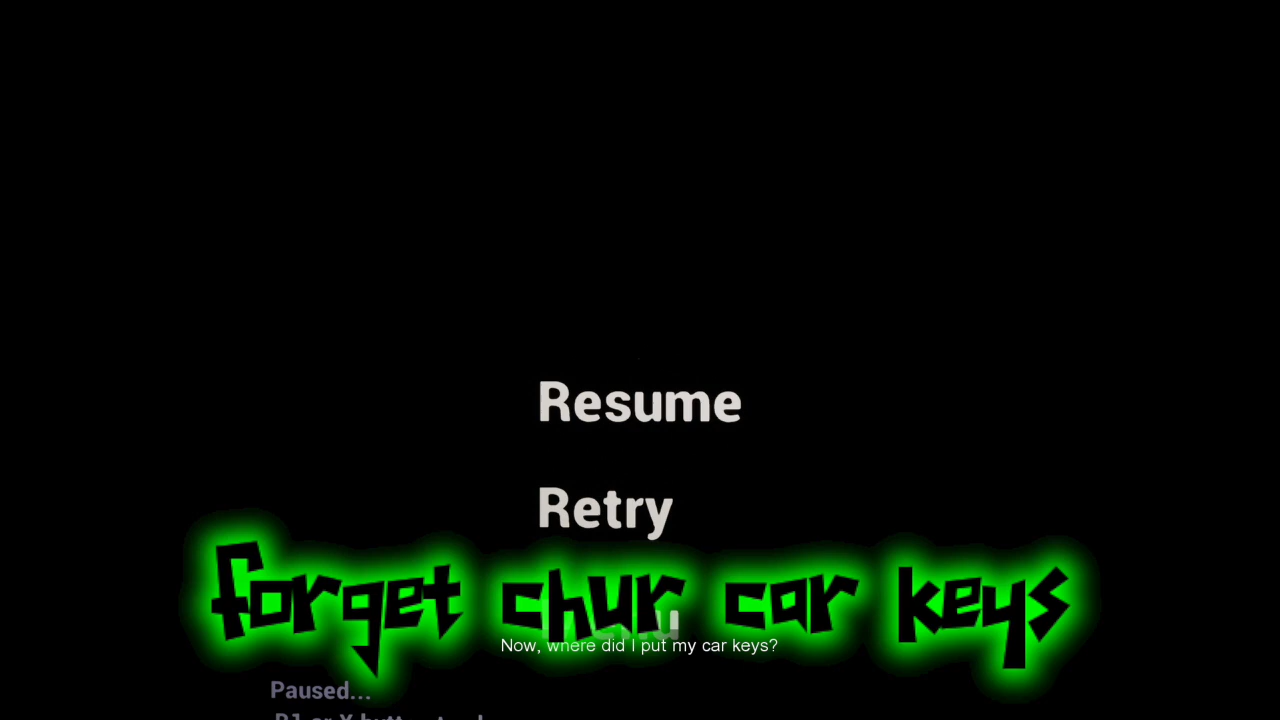 Resume
Retry
forget chur car keys
Now, where did I put my car keys?
Paused...